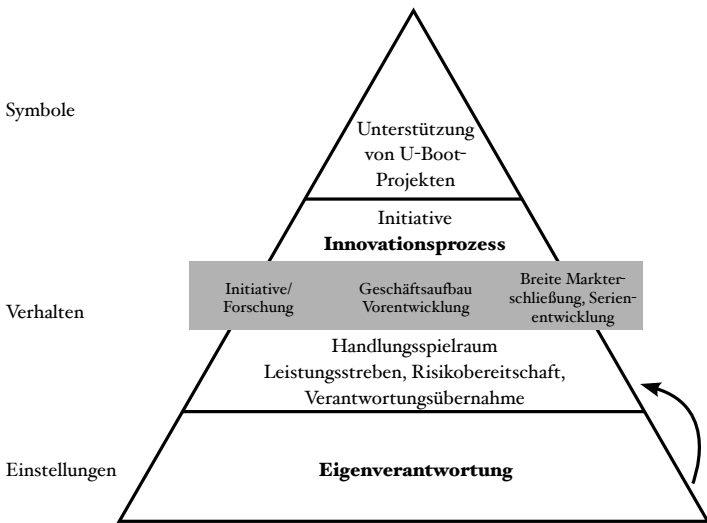 Symbole
Unterstützung
von U-Boot-
Projekten
Initiative
Innovationsprozess
Verhalten
Initiative/
Forschung
Geschäftsaufbau
Vorentwicklung
Breite Markter-
schließung, Serien-
entwicklung
Handlungsspielraum
Leistungsstreben, Risikobereitschaft,
Verantwortungsübernahme
Einstellungen
Eigenverantwortung